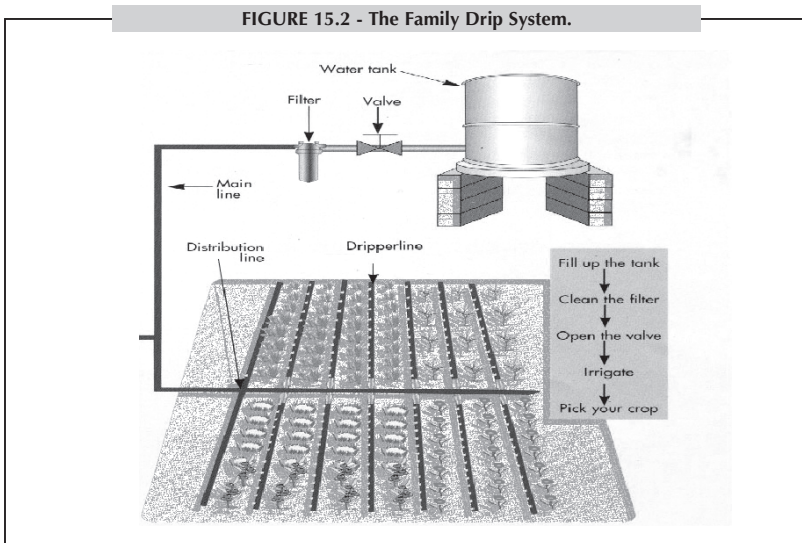 FIGURE 15.2 - The Family Drip System.
Water tank
Filter
Valve
Main
line
Distribution
line
Dripperline
Fill up the tank
Clean the filter
Open the valve
Irrigate
Pick your crop